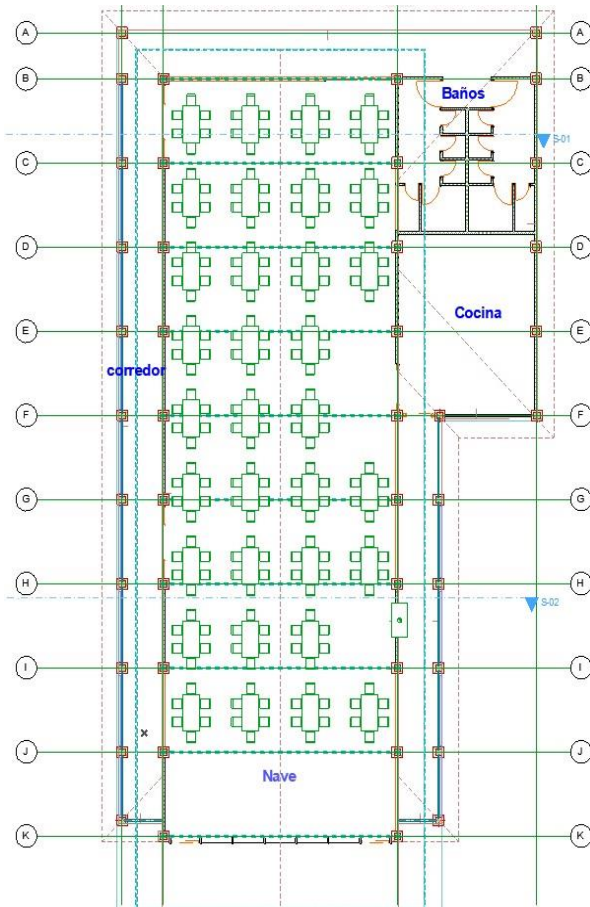 A A
B B
Baños
S-01
C C
D D
Cocina
E E
corredor
F F
G G
H H
S-02
I I
J J
Nave
K K